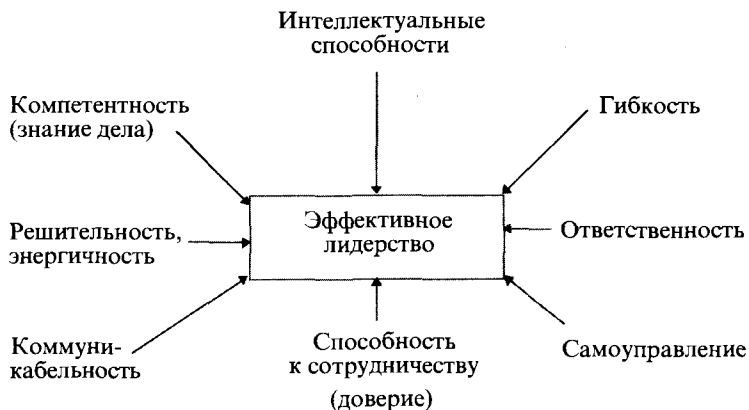 Интеллектуальные
способности
Компетентность
(знание дела)
Гибкость
Решительность,
энергичность
Эффективное
лидерство
Ответственность
Коммуни-
кабельность
Способность
к сотрудничеству
(доверие)
Самоуправление